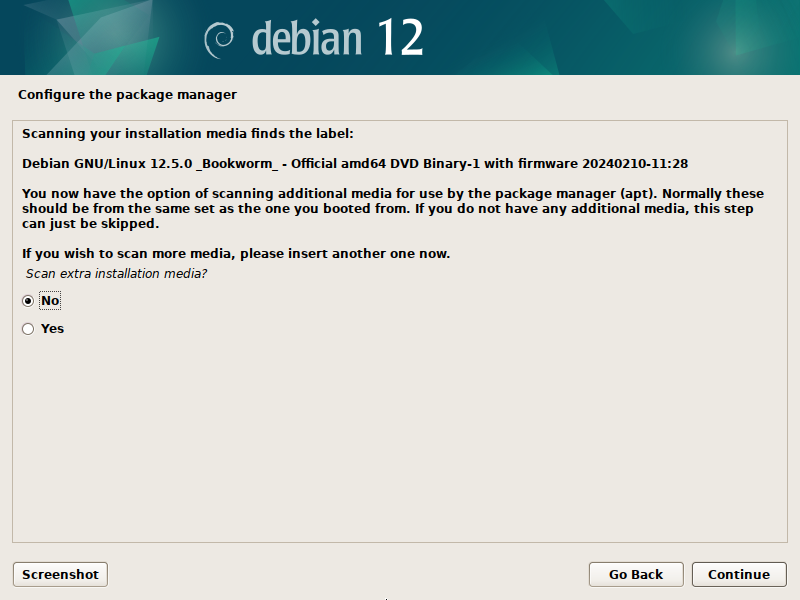 debian 12
Configure the package manager
Scanning your installation media finds the label:
Debian GNU/Linux 12.5.0 _Bookworm_ - Official amd64 DVD Binary-1 with firmware 20240210-11:28
You now have the option of scanning additional media for use by the package manager (apt). Normally these
should be from the same set as the one you booted from. If you do not have any additional media, this step
can just be skipped.
If you wish to scan more media, please insert another one now.
Scan extra installation media?
No
Yes
Screenshot
Go Back
Continue